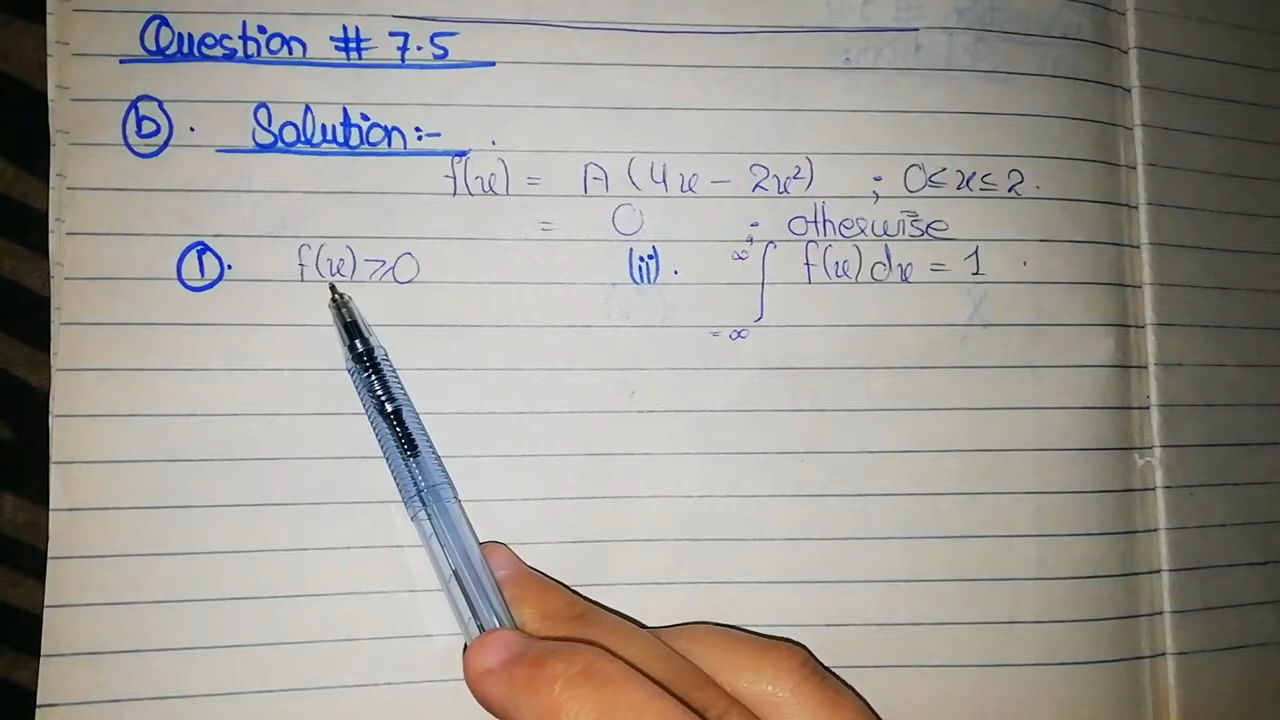 Question # 7.5
(b). Solution:-
f(x) = A (4x - 2x²) ; 0≤x≤2.
= 0 ; otherwise
(i). f(x) ≥ 0 (ii). ∫_{-∞}^{∞} f(x) dx = 1